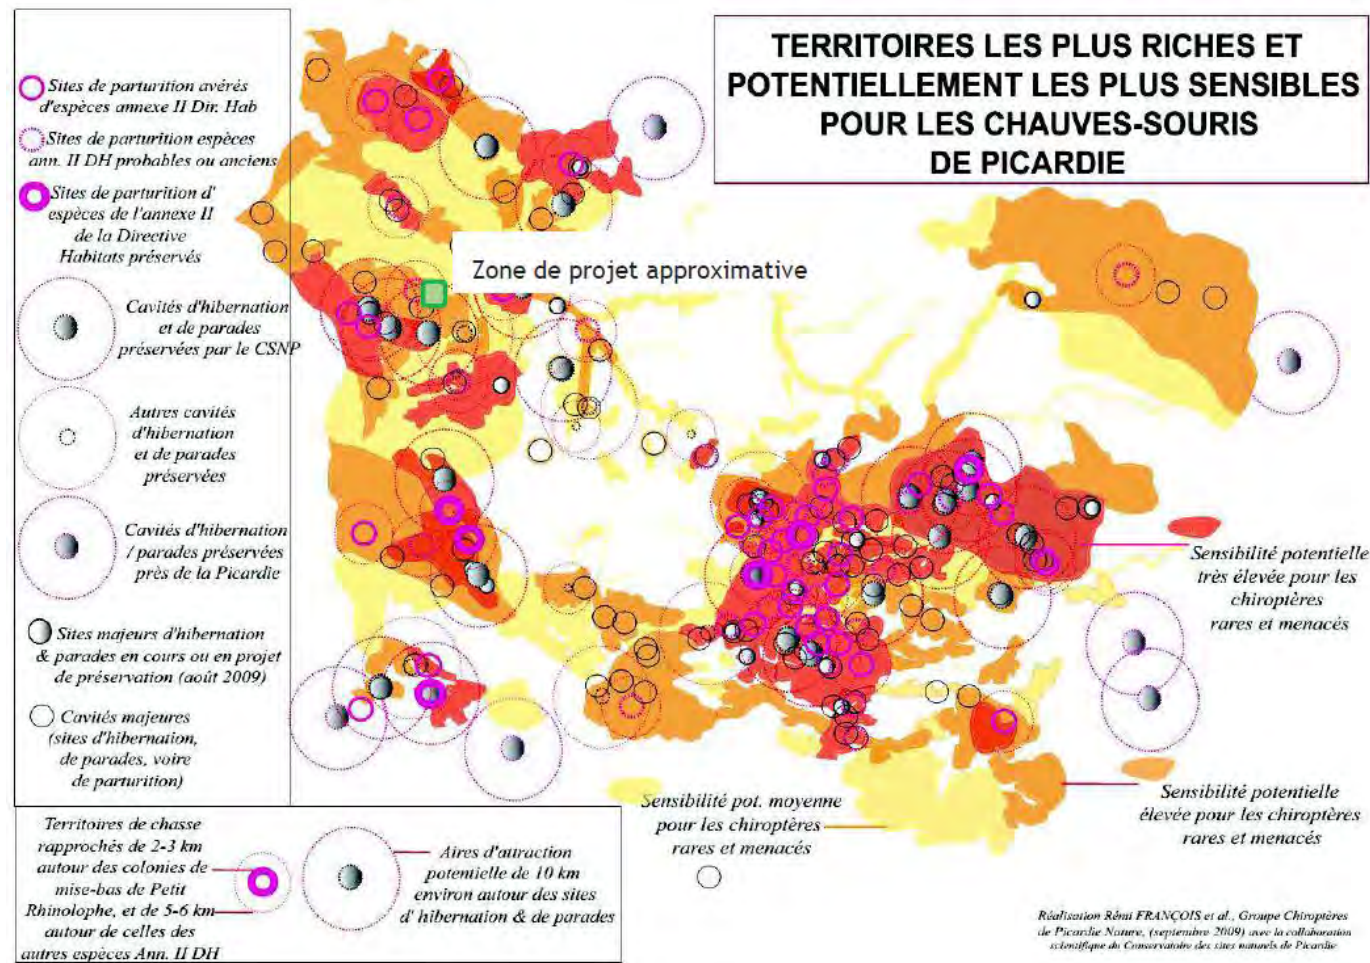 TERRITOIRES LES PLUS RICHES ET
POTENTIELLEMENT LES PLUS SENSIBLES
POUR LES CHAUVES-SOURIS
DE PICARDIE
Sites de parturition avérés
d'espèces annexe II Dir. Hab
Sites de parturition espèces
ann. II DH probables ou anciens
Sites de parturition d'
espèces de l'annexe II
de la Directive
Habitats préservés
Cavités d'hibernation
et de parades
préservées par le CSNP
Autres cavités
d'hibernation
et de parades
préservées
Cavités d'hibernation
/ parades préservées
près de la Picardie
Sites majeurs d'hibernation
& parades en cours ou en projet
de préservation (août 2009)
Cavités majeures
(sites d'hibernation,
de parades, voire
de parturition)
Zone de projet approximative
Sensibilité potentielle
très élevée pour les
chiroptères
rares et menacés
Sensibilité potentielle
élevée pour les chiroptères
rares et menacés
Sensibilité pot. moyenne
pour les chiroptères
rares et menacés
Territoires de chasse
rapprochés de 2-3 km
autour des colonies de
mise-bas de Petit
Rhinolophe, et de 5-6 km
autour de celles des
autres espèces Ann. II DH
Aires d'attraction
potentielle de 10 km
environ autour des sites
d' hibernation & de parades
Réalisation Rémi FRANÇOIS et al., Groupe Chiroptères
de Picardie Nature, (septembre 2009) avec la collaboration
scientifique du Conservatoire des sites naturels de Picardie